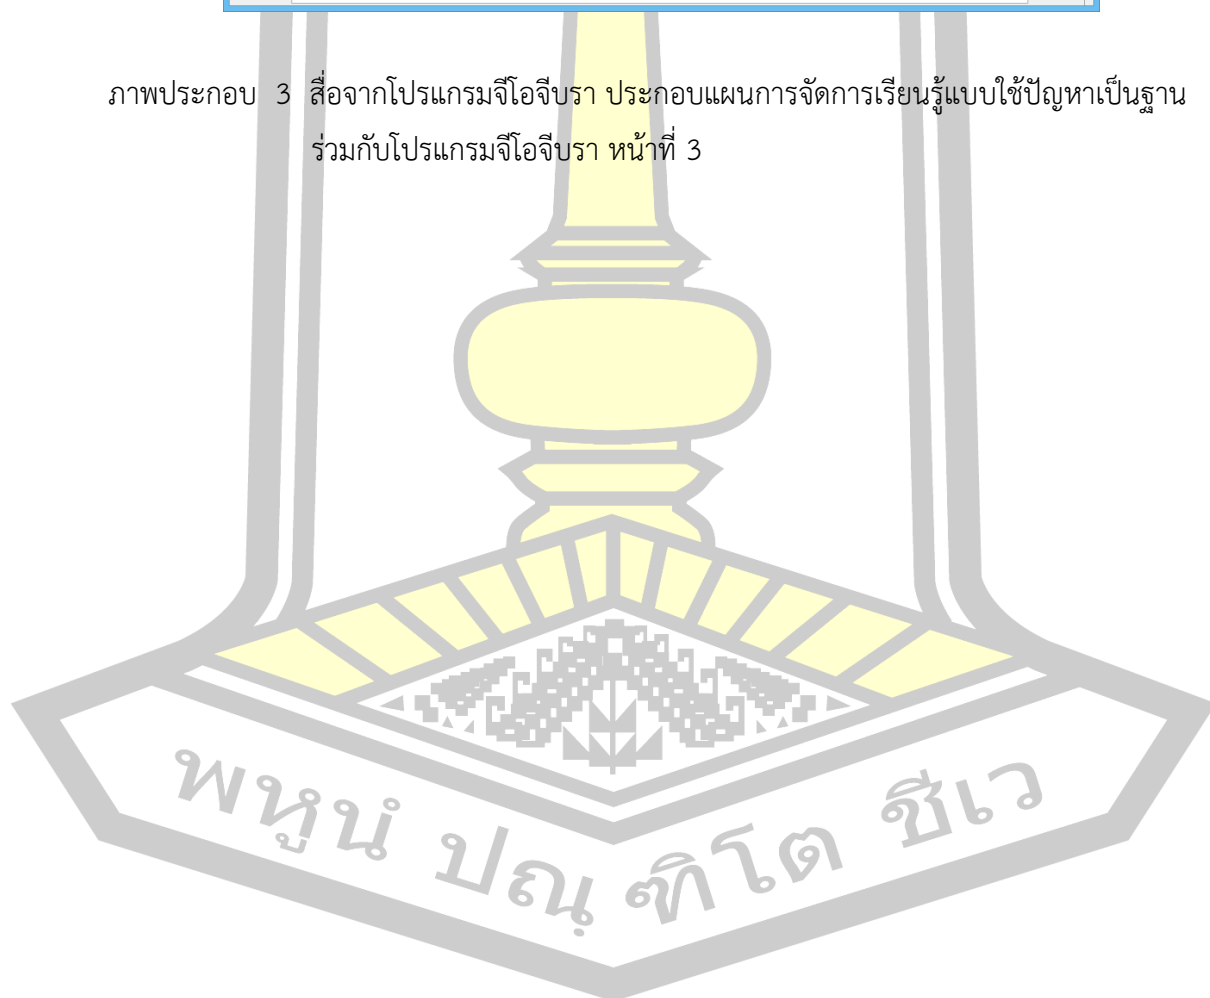 ภาพประกอบ 3 สื่อจากโปรแกรมจีโอจีบรา ประกอบแผนการจัดการเรียนรู้แบบใช้ปัญหาเป็นฐาน
ร่วมกับโปรแกรมจีโอจีบรา หน้าที่ 3
พหูนํ ปณฺ ฑิโต ชีเว